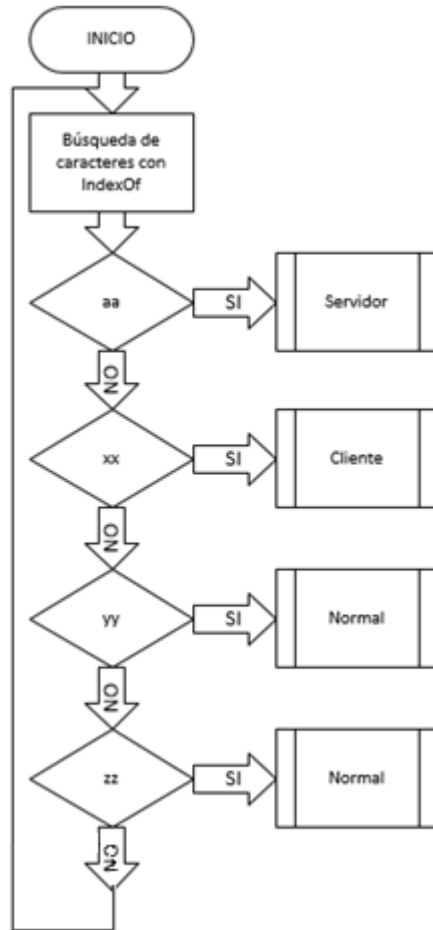 INICIO
Búsqueda de
caracteres con
IndexOf
aa
SI
Servidor
NO
xx
SI
Cliente
NO
yy
SI
Normal
NO
zz
SI
Normal
NO